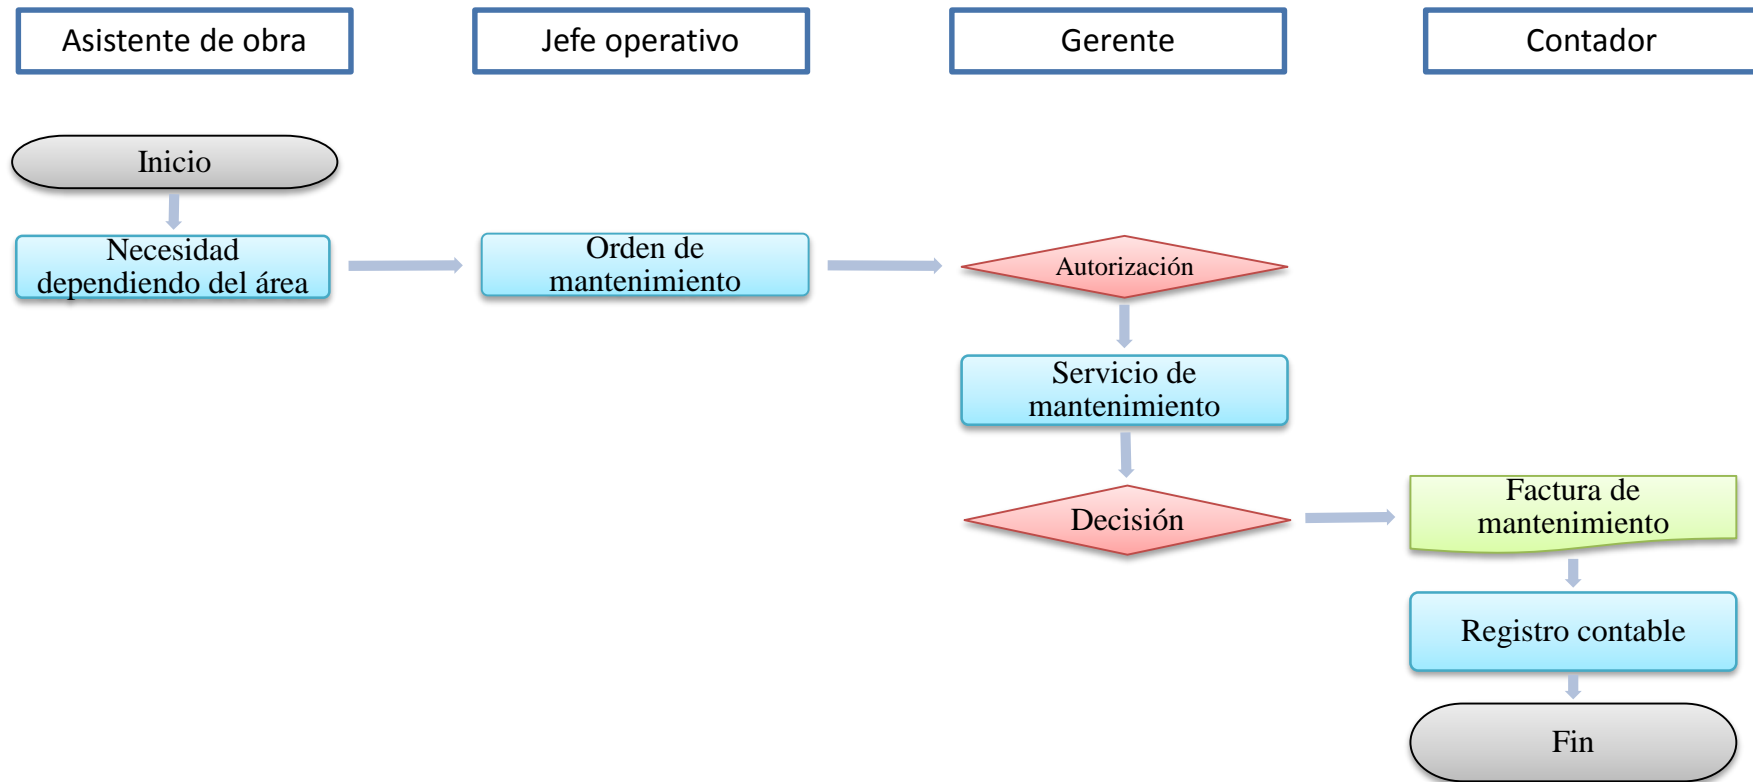 Asistente de obra
Jefe operativo
Gerente
Contador
Inicio
Necesidad
dependiendo del área
Orden de
mantenimiento
Autorización
Servicio de
mantenimiento
Decisión
Factura de
mantenimiento
Registro contable
Fin